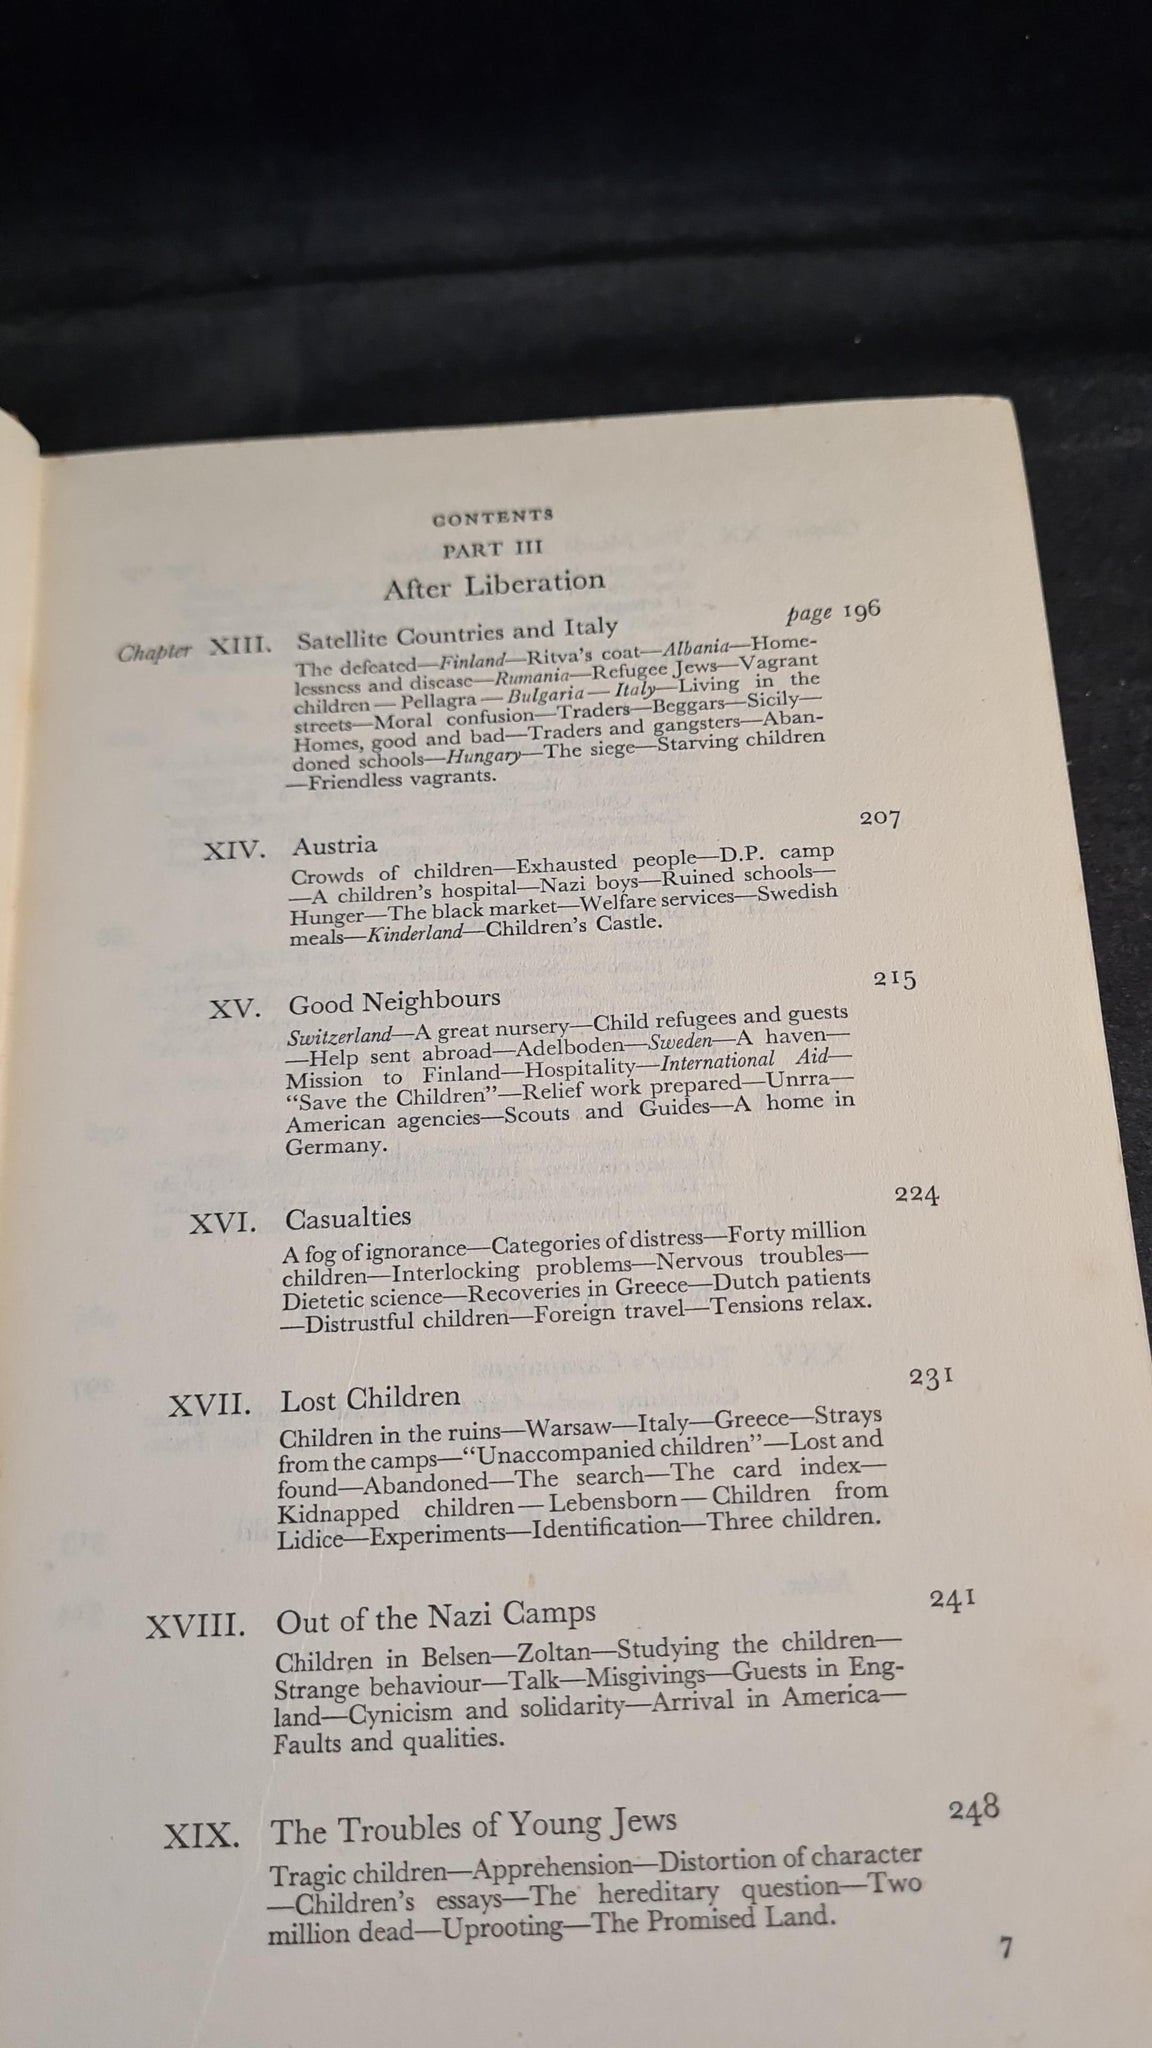 CONTENTS
PART III
After Liberation
Chapter XIII. Satellite Countries and Italy page 196
The defeated—Finland—Ritva's coat—Albania—Home-
lessness and disease—Rumania—Refugee Jews—Vagrant
children—Pellagra—Bulgaria—Italy—Living in the
streets—Moral confusion—Traders—Beggars—Sicily—
Homes, good and bad—Traders and gangsters—Aban-
doned schools—Hungary—The siege—Starving children
—Friendless vagrants.
XIV. Austria 207
Crowds of children—Exhausted people—D.P. camp
—A children's hospital—Nazi boys—Ruined schools—
Hunger—The black market—Welfare services—Swedish
meals—Kinderland—Children's Castle.
XV. Good Neighbours 215
Switzerland—A great nursery—Child refugees and guests
—Help sent abroad—Adelboden—Sweden—A haven—
Mission to Finland—Hospitality—International Aid—
"Save the Children"—Relief work prepared—Unrra—
American agencies—Scouts and Guides—A home in
Germany.
XVI. Casualties 224
A fog of ignorance—Categories of distress—Forty million
children—Interlocking problems—Nervous troubles—
Dietetic science—Recoveries in Greece—Dutch patients
—Distrustful children—Foreign travel—Tensions relax.
XVII. Lost Children 231
Children in the ruins—Warsaw—Italy—Greece—Strays
from the camps—"Unaccompanied children"—Lost and
found—Abandoned—The search—The card index—
Kidnapped children—Lebensborn—Children from
Lidice—Experiments—Identification—Three children.
XVIII. Out of the Nazi Camps 241
Children in Belsen—Zoltan—Studying the children—
Strange behaviour—Talk—Misgivings—Guests in Eng-
land—Cynicism and solidarity—Arrival in America—
Faults and qualities.
XIX. The Troubles of Young Jews 248
Tragic children—Apprehension—Distortion of character
—Children's essays—The hereditary question—Two
million dead—Uprooting—The Promised Land.
7